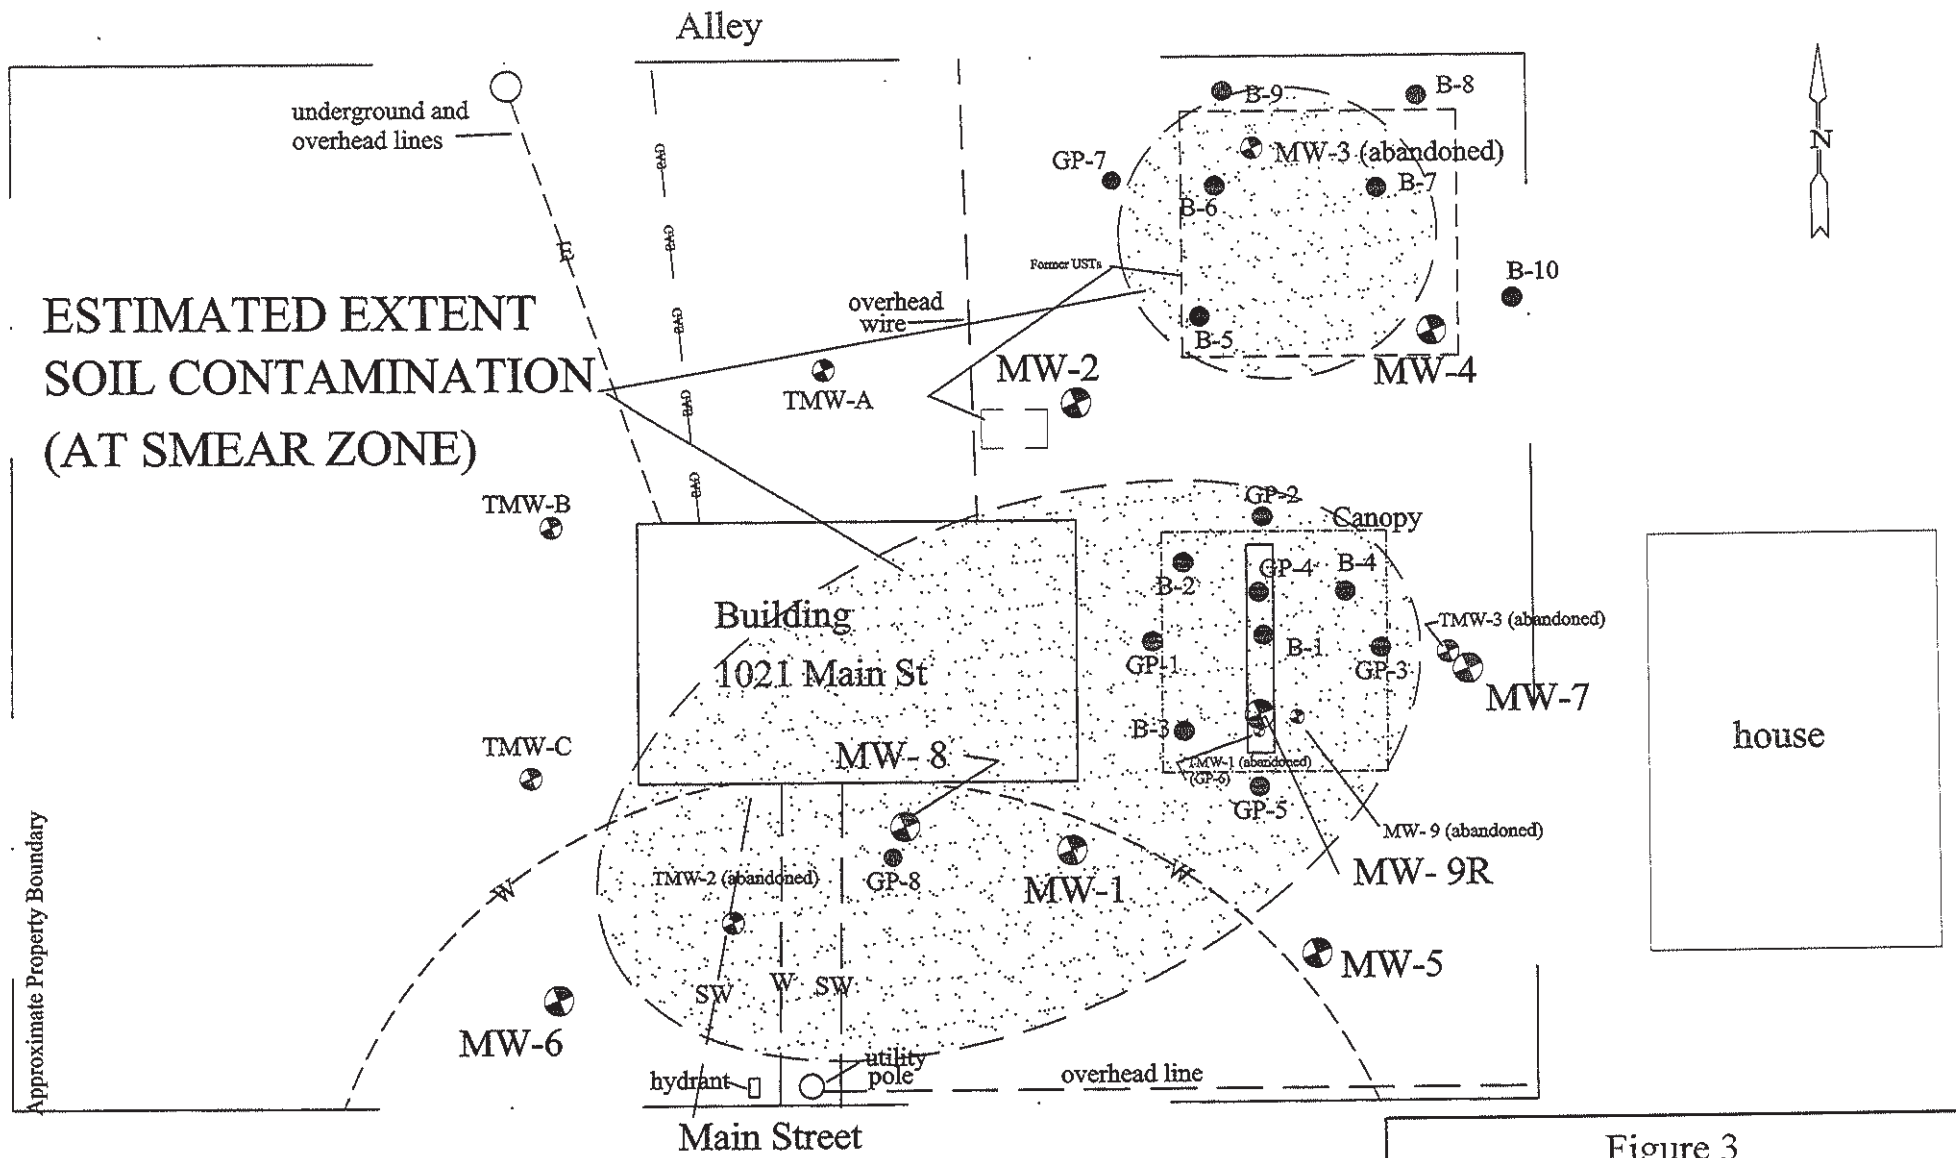 Alley
underground and
overhead lines
B-9
B-8
N
GP-7
MW-3 (abandoned)
B-6
B-7
E
Former USTs
B-10
ESTIMATED EXTENT
SOIL CONTAMINATION
(AT SMEAR ZONE)
overhead
wire
B-5
MW-4
MW-2
TMW-A
GAS
GAS
GAS
GAS
GAS
TMW-B
GP-2
Canopy
B-2
GP-4
B-4
Building
1021 Main St
GP-1
B-1
GP-3
TMW-3 (abandoned)
MW-7
house
B-3
TMW-C
MW- 8
TMW-1 (abandoned)
(GP-6)
GP-5
MW- 9 (abandoned)
MW- 9R
TMW-2 (abandoned)
GP-8
MW-1
W
W
MW-5
SW
W
SW
MW-6
Approximate Property Boundary
hydrant
utility
pole
overhead line
Main Street
Figure 3